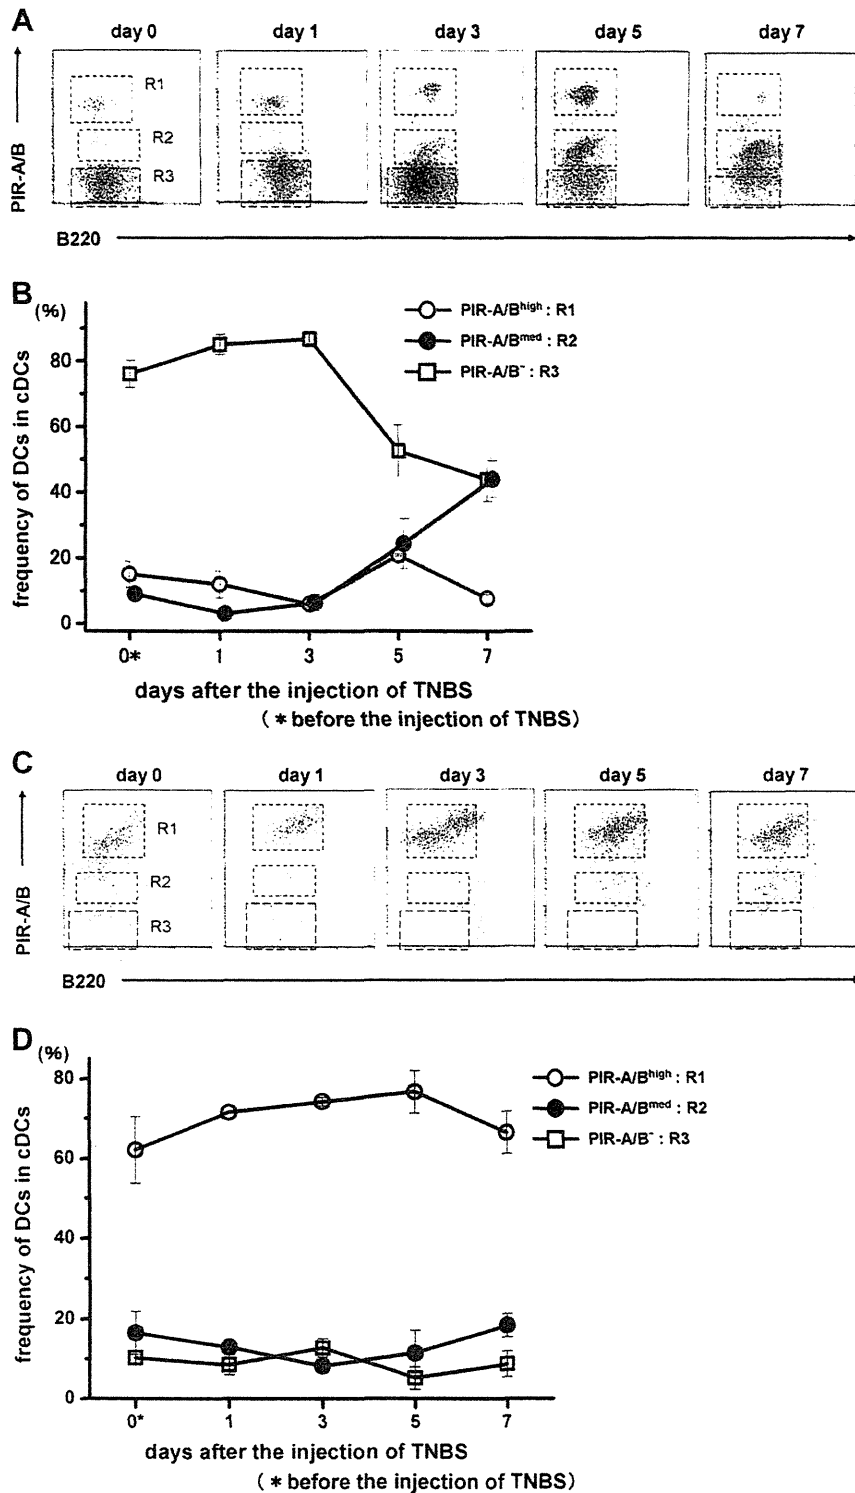 A
day 0 day 1 day 3 day 5 day 7
PIR-A/B
R1
R2
R3
B220
B
(%)
frequency of DCs in cDCs
80
60
40
20
0
0* 1 3 5 7
PIR-A/B^high : R1
PIR-A/B^med : R2
PIR-A/B^- : R3
days after the injection of TNBS
( * before the injection of TNBS)
C
day 0 day 1 day 3 day 5 day 7
PIR-A/B
R1
R2
R3
B220
D
(%)
frequency of DCs in cDCs
80
60
40
20
0
0* 1 3 5 7
PIR-A/B^high : R1
PIR-A/B^med : R2
PIR-A/B^- : R3
days after the injection of TNBS
( * before the injection of TNBS)